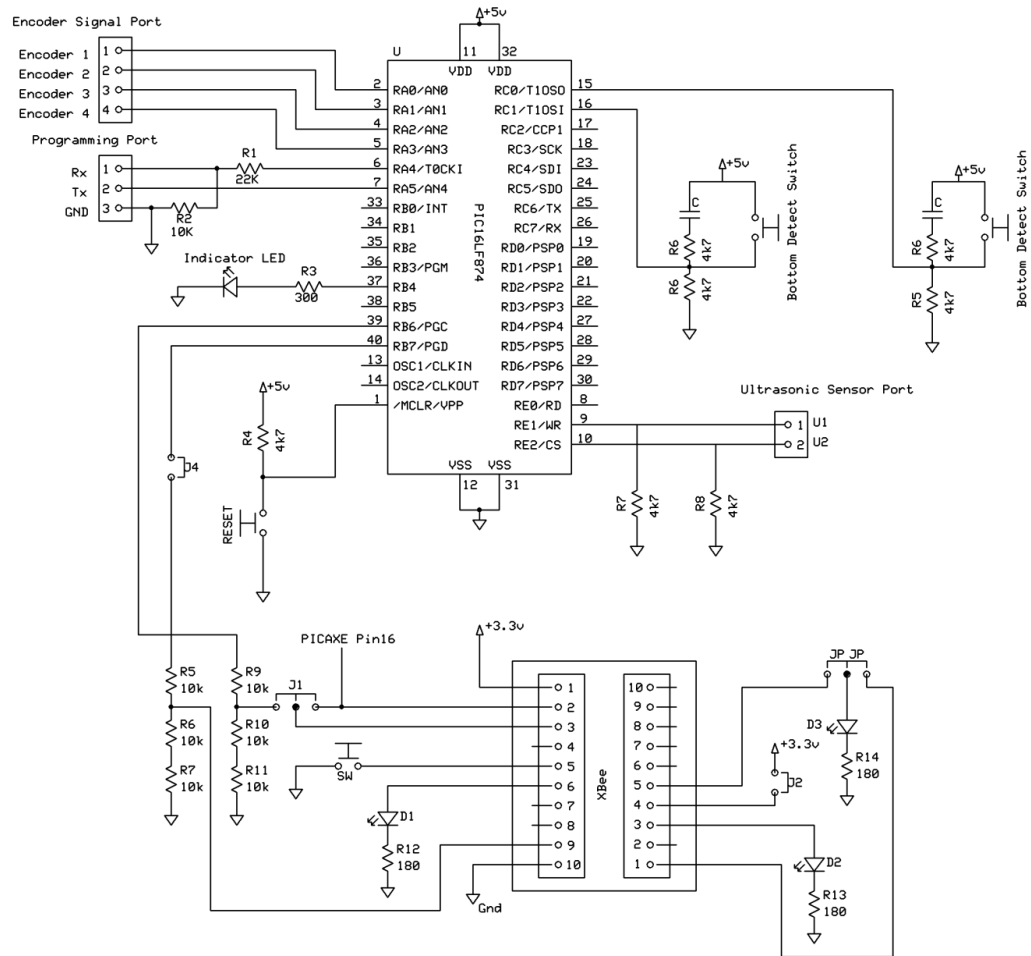 Encoder Signal Port
Encoder 1
Encoder 2
Encoder 3
Encoder 4
1
2
3
4
Programming Port
Rx
Tx
GND
1
2
3
R1
22K
R2
10K
Indicator LED
R3
300
+5v
U
11
32
VDD
VDD
2
RA0/AN0
3
RA1/AN1
4
RA2/AN2
5
RA3/AN3
6
RA4/T0CKI
7
RA5/AN4
33
RB0/INT
34
RB1
35
RB2
36
RB3/PGM
37
RB4
38
RB5
39
RB6/PGC
40
RB7/PGD
13
OSC1/CLKIN
14
OSC2/CLKOUT
1
/MCLR/VPP
PIC16LF874
RC0/T1OSO
15
RC1/T1OSI
16
RC2/CCP1
17
RC3/SCK
18
RC4/SDI
23
RC5/SDO
24
RC6/TX
25
RC7/RX
26
RD0/PSP0
19
RD1/PSP1
20
RD2/PSP2
21
RD3/PSP3
22
RD4/PSP4
27
RD5/PSP5
28
RD6/PSP6
29
RD7/PSP7
30
RE0/RD
8
RE1/WR
9
RE2/CS
10
VSS
VSS
12
31
+5v
C
R6
4k7
R6
4k7
Bottom Detect Switch
+5v
C
R6
4k7
R5
4k7
Bottom Detect Switch
Ultrasonic Sensor Port
1
2
U1
U2
R7
4k7
R8
4k7
+5v
R4
4k7
RESET
J4
PICAXE Pin16
+3.3v
R5
10k
R6
10k
R7
10k
R9
10k
R10
10k
R11
10k
J1
SW
D1
R12
180
Gnd
1
2
3
4
5
6
7
8
9
10
XBee
10
9
8
7
6
5
4
3
2
1
JP JP
D3
R14
180
+3.3v
J2
D2
R13
180